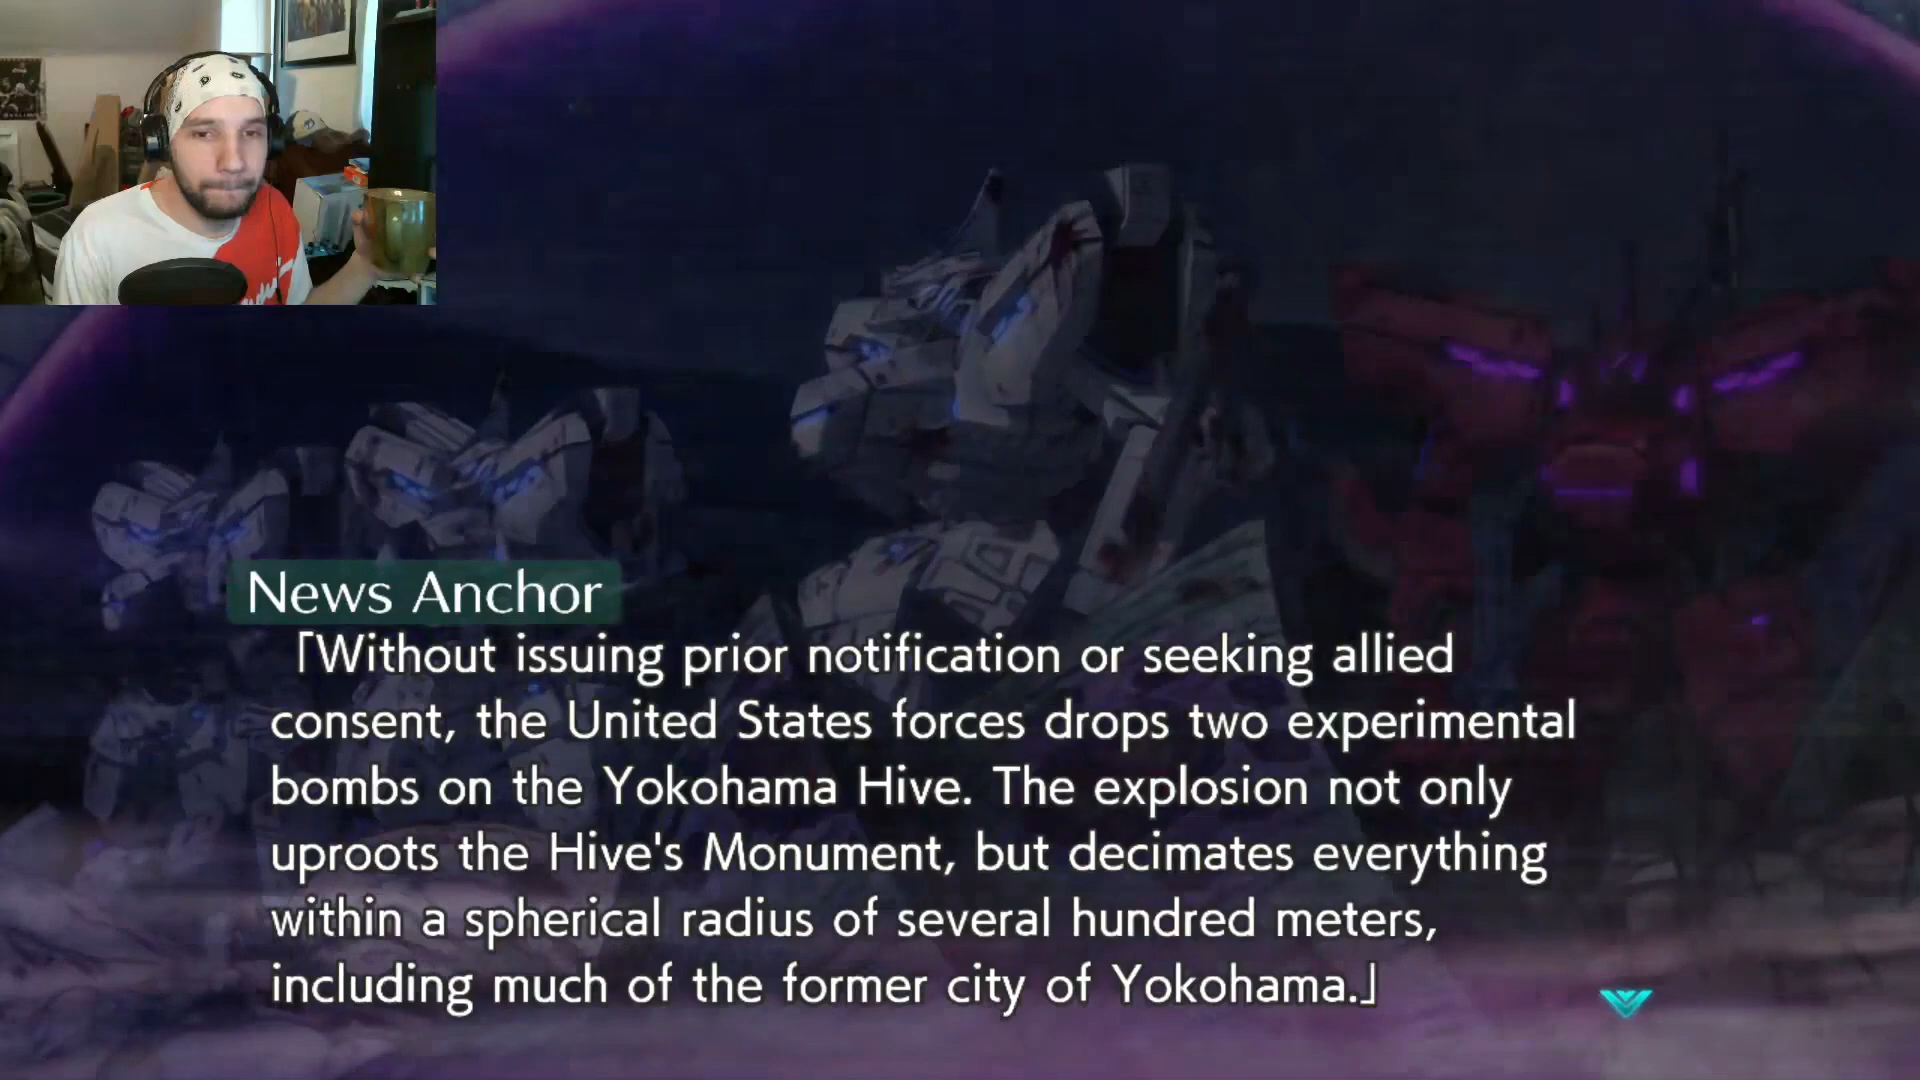 News Anchor
「Without issuing prior notification or seeking allied
consent, the United States forces drops two experimental
bombs on the Yokohama Hive. The explosion not only
uproots the Hive's Monument, but decimates everything
within a spherical radius of several hundred meters,
including much of the former city of Yokohama.」